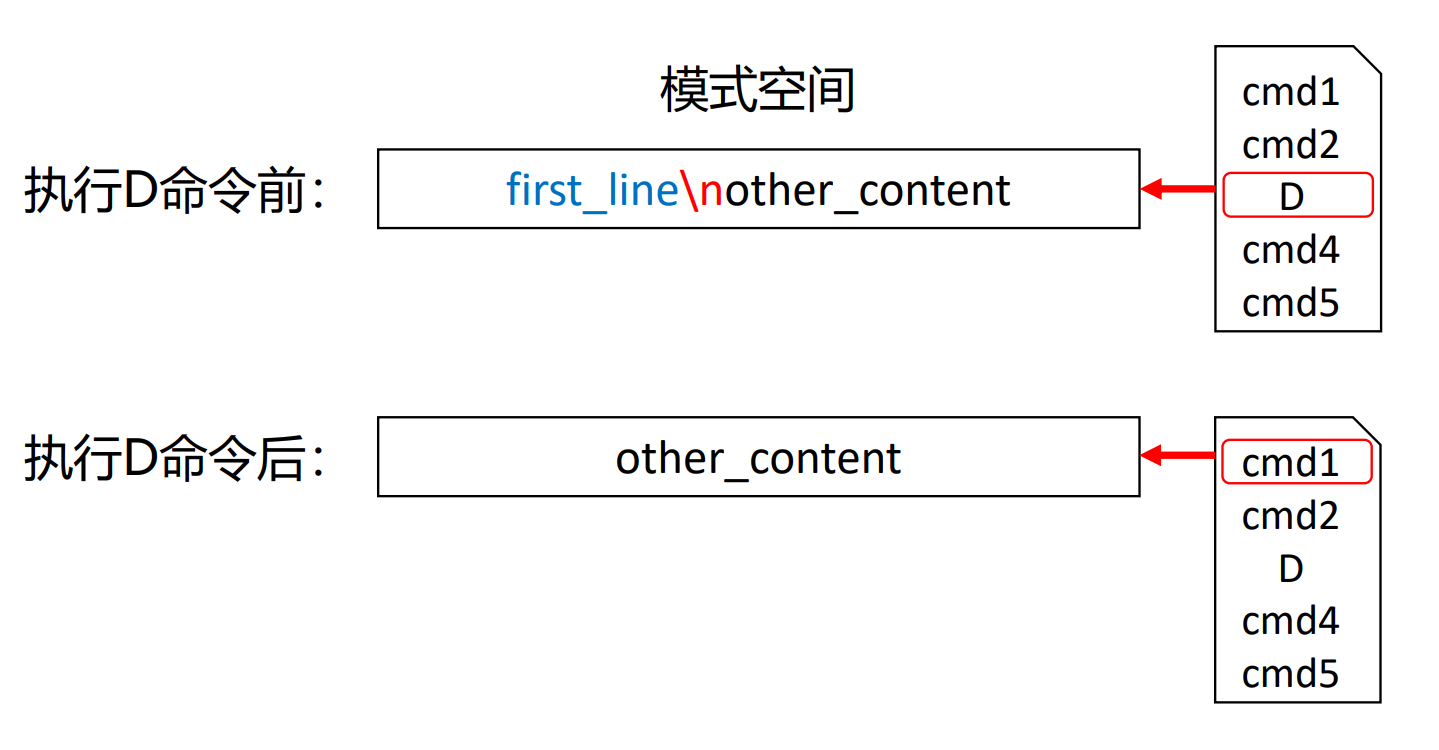 模式空间
执行D命令前：
first_line\nother_content
cmd1
cmd2
D
cmd4
cmd5
执行D命令后：
other_content
cmd1
cmd2
D
cmd4
cmd5